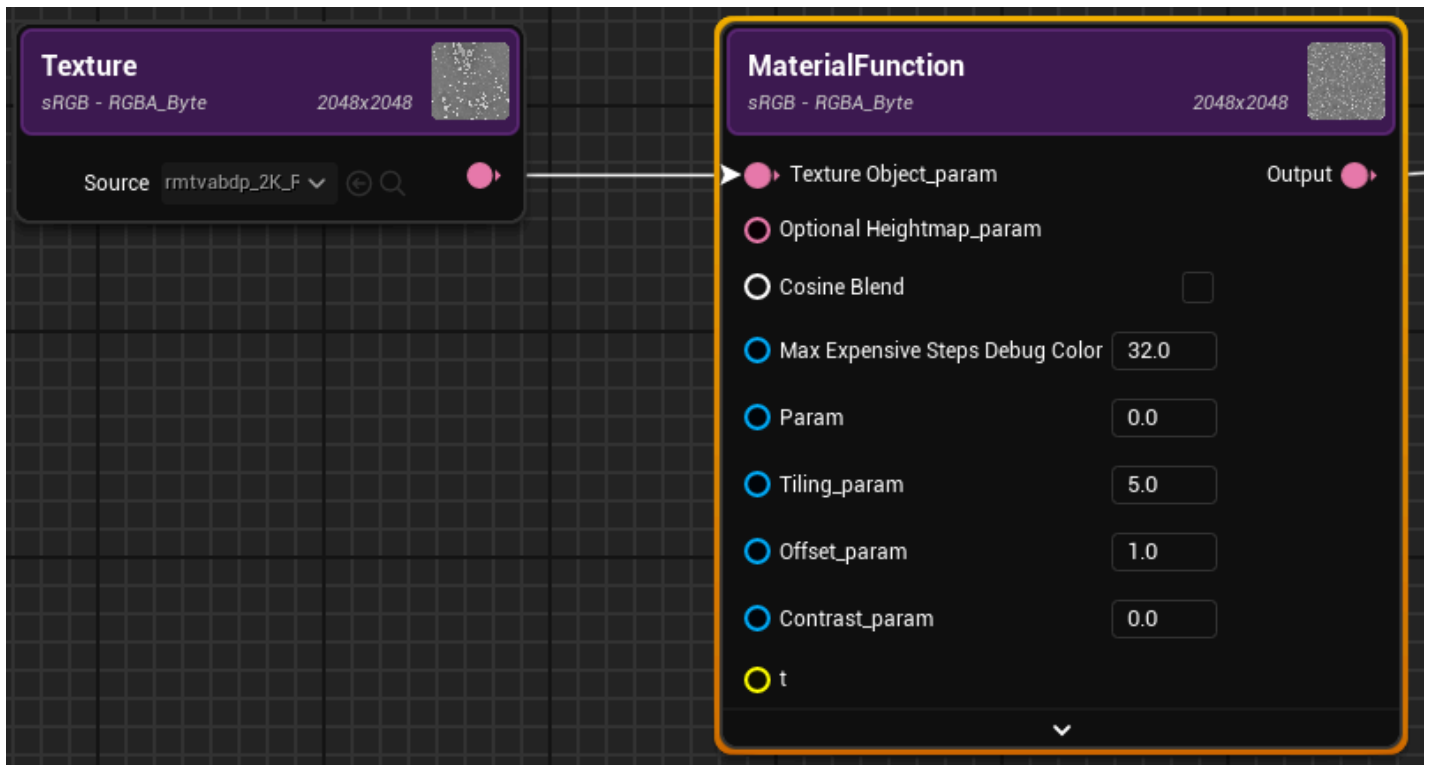 Texture
sRGB - RGBA_Byte 2048x2048
Source rmtvabdp_2K_F
MaterialFunction
sRGB - RGBA_Byte 2048x2048
Texture Object_param Output
Optional Heightmap_param
Cosine Blend
Max Expensive Steps Debug Color 32.0
Param 0.0
Tiling_param 5.0
Offset_param 1.0
Contrast_param 0.0
t